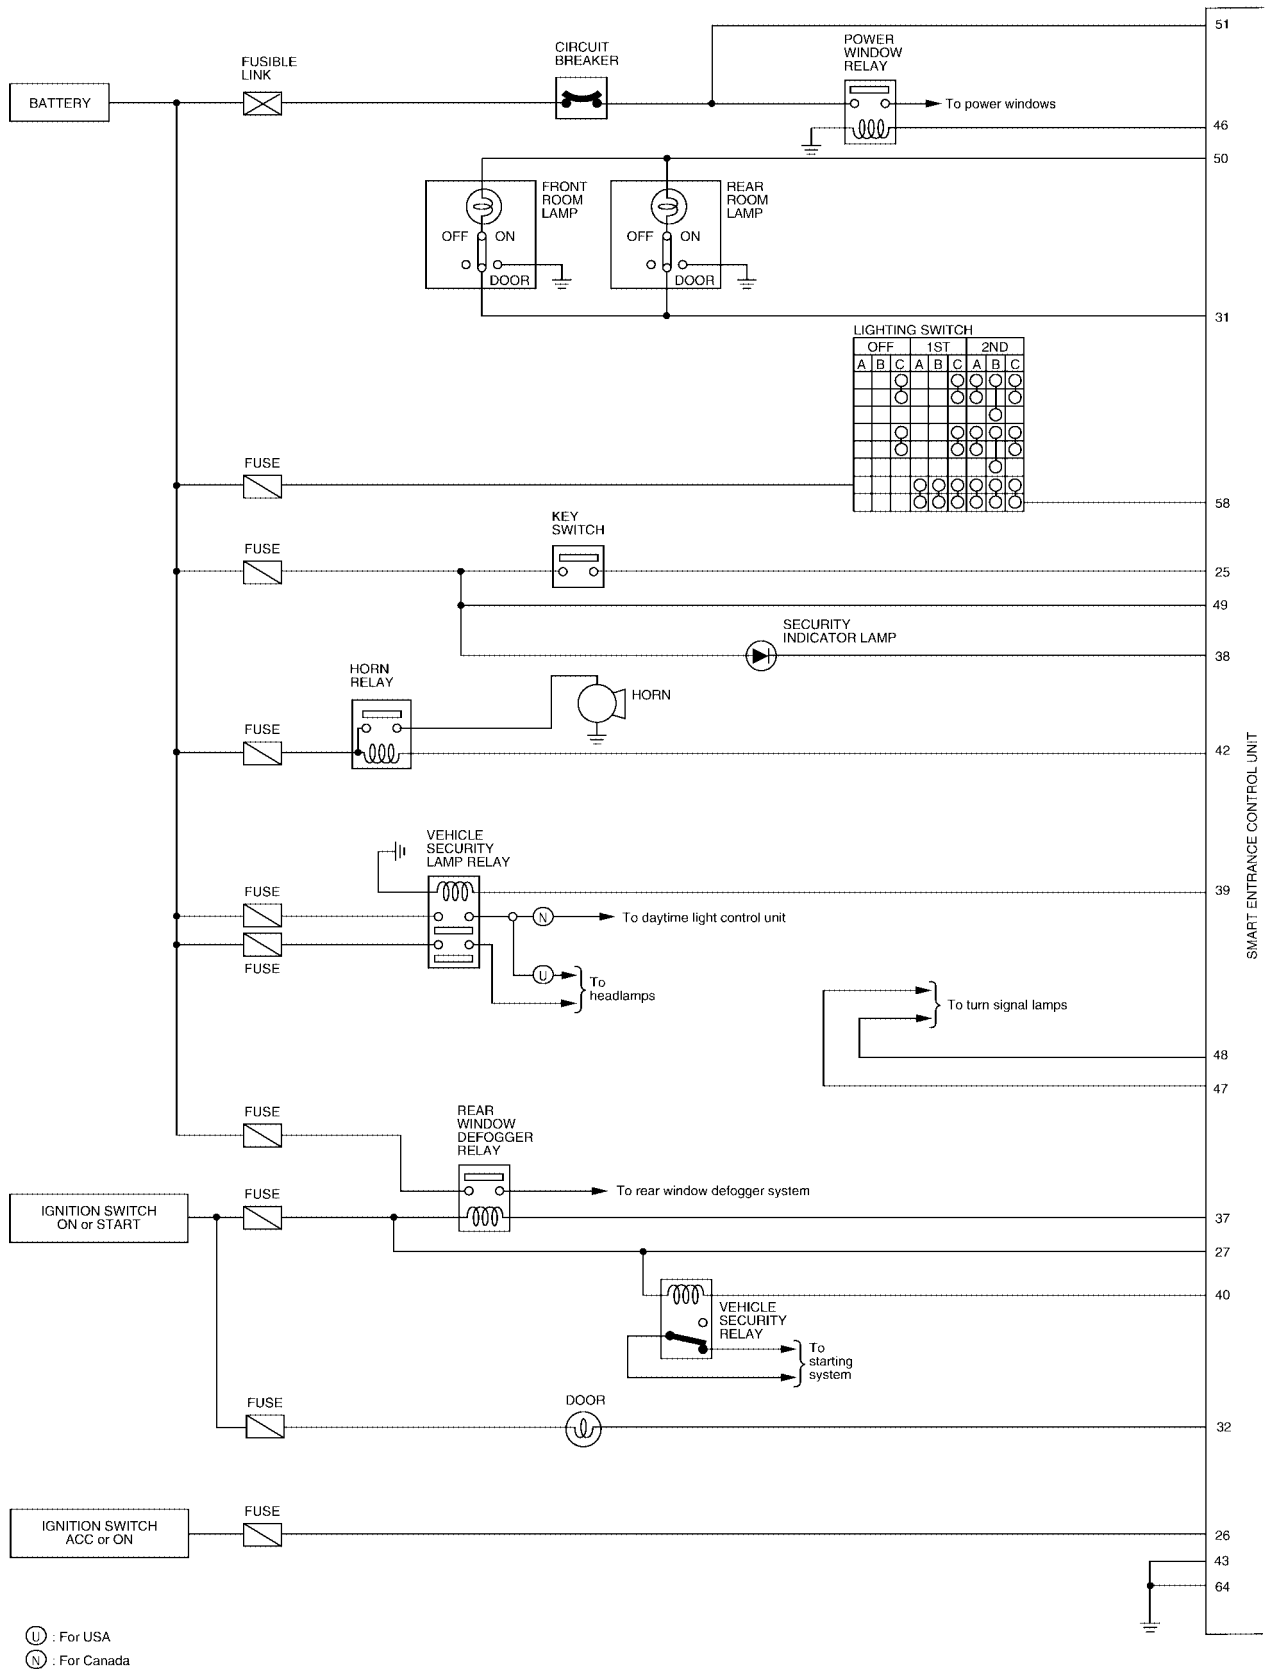 51
POWER
WINDOW
RELAY
CIRCUIT
BREAKER
FUSIBLE
LINK
BATTERY
To power windows
46
50
FRONT
ROOM
LAMP
OFF ON
DOOR
REAR
ROOM
LAMP
OFF ON
DOOR
31
LIGHTING SWITCH
OFF 1ST 2ND
A B C A B C A B C
FUSE
58
KEY
SWITCH
FUSE
25
49
SECURITY
INDICATOR LAMP
38
HORN
RELAY
HORN
FUSE
42
SMART ENTRANCE CONTROL UNIT
VEHICLE
SECURITY
LAMP RELAY
39
FUSE
N
To daytime light control unit
FUSE
U
To
headlamps
To turn signal lamps
48
47
FUSE
REAR
WINDOW
DEFOGGER
RELAY
To rear window defogger system
IGNITION SWITCH
ON or START
FUSE
37
27
40
VEHICLE
SECURITY
RELAY
To
starting
system
FUSE
DOOR
32
IGNITION SWITCH
ACC or ON
FUSE
26
43
64
U : For USA
N : For Canada